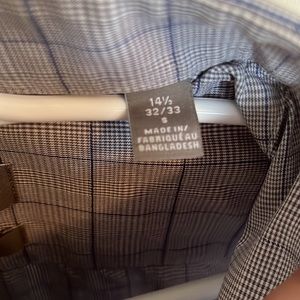 14½
32/33
S
MADE IN/
FABRIQUÉ AU
BANGLADESH